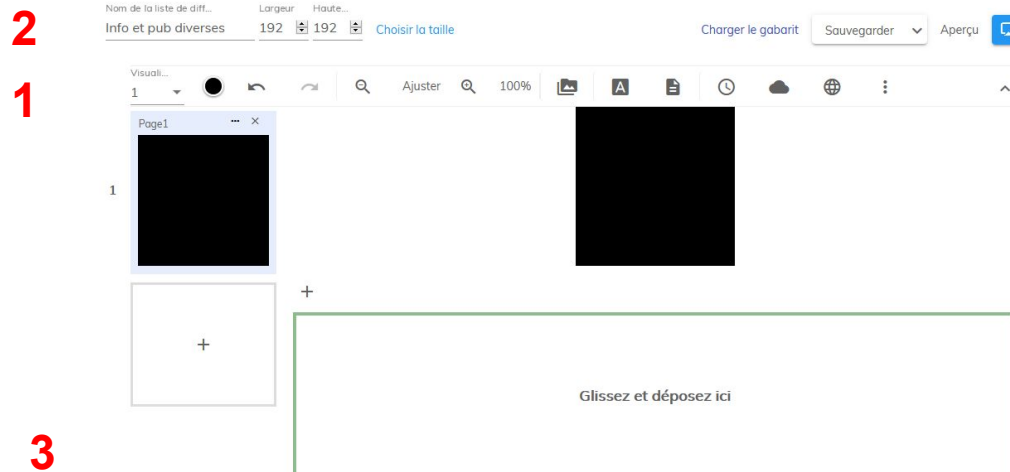 2
Nom de la liste de diff... Largeur Haute...
Info et pub diverses 192 192 Choisir la taille Charger le gabarit Sauvegarder Aperçu
1
Visuali...
1 Ajuster 100% A
Page1
1
+
+
Glissez et déposez ici
3